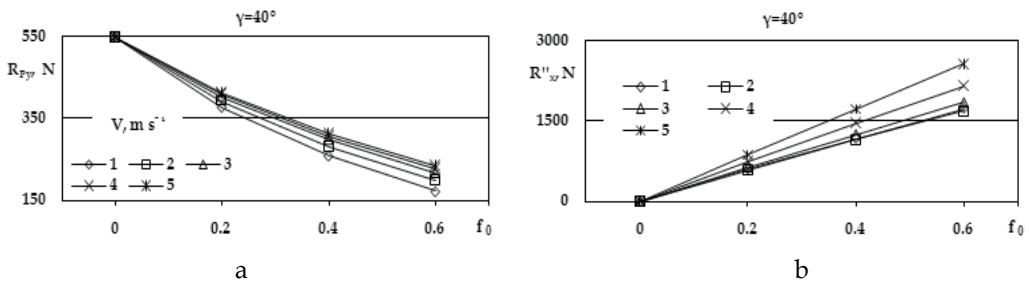 γ=40°
550
R_Py, N
350
V, m s⁻¹
1 2 3
4 5
150
0 0.2 0.4 0.6 f₀
a
γ=40°
3000
R''ₓ, N
1 2
3 4
5
1500
0
0 0.2 0.4 0.6 f₀
b